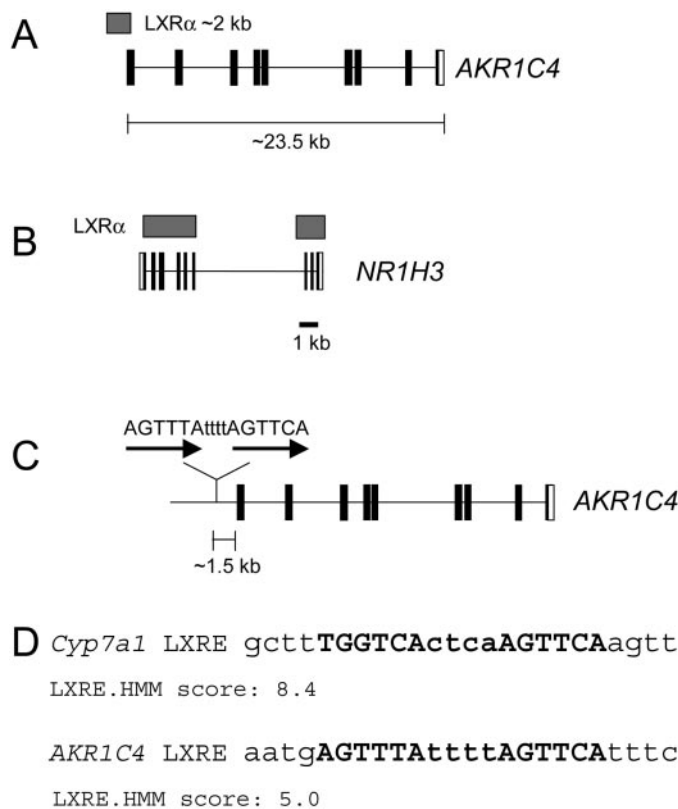 A
LXRα ~2 kb
AKR1C4
~23.5 kb
B
LXRα
NR1H3
1 kb
AGTTTAttttAGTTCA
C
AKR1C4
~1.5 kb
D Cyp7a1 LXRE gcttTGGTCActcaAGTTCAagtt
LXRE.HMM score: 8.4
AKR1C4 LXRE aatgAGTTTAttttAGTTCAtttc
LXRE.HMM score: 5.0